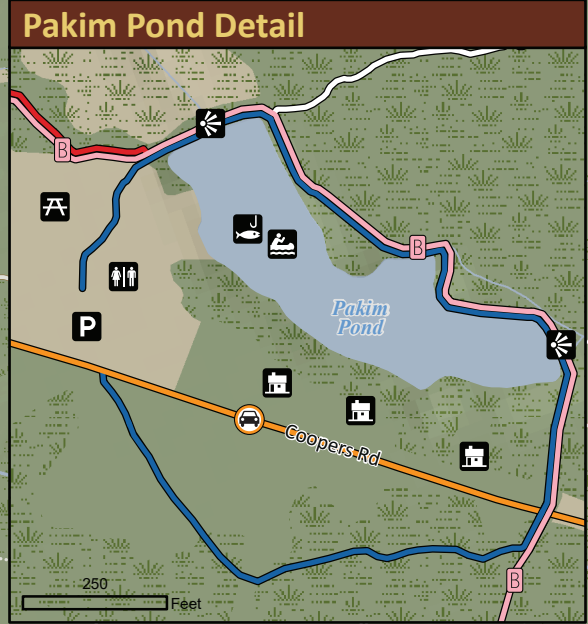 Pakim Pond Detail
B
B
Pakim
Pond
P
Coopers Rd
B
250
Feet